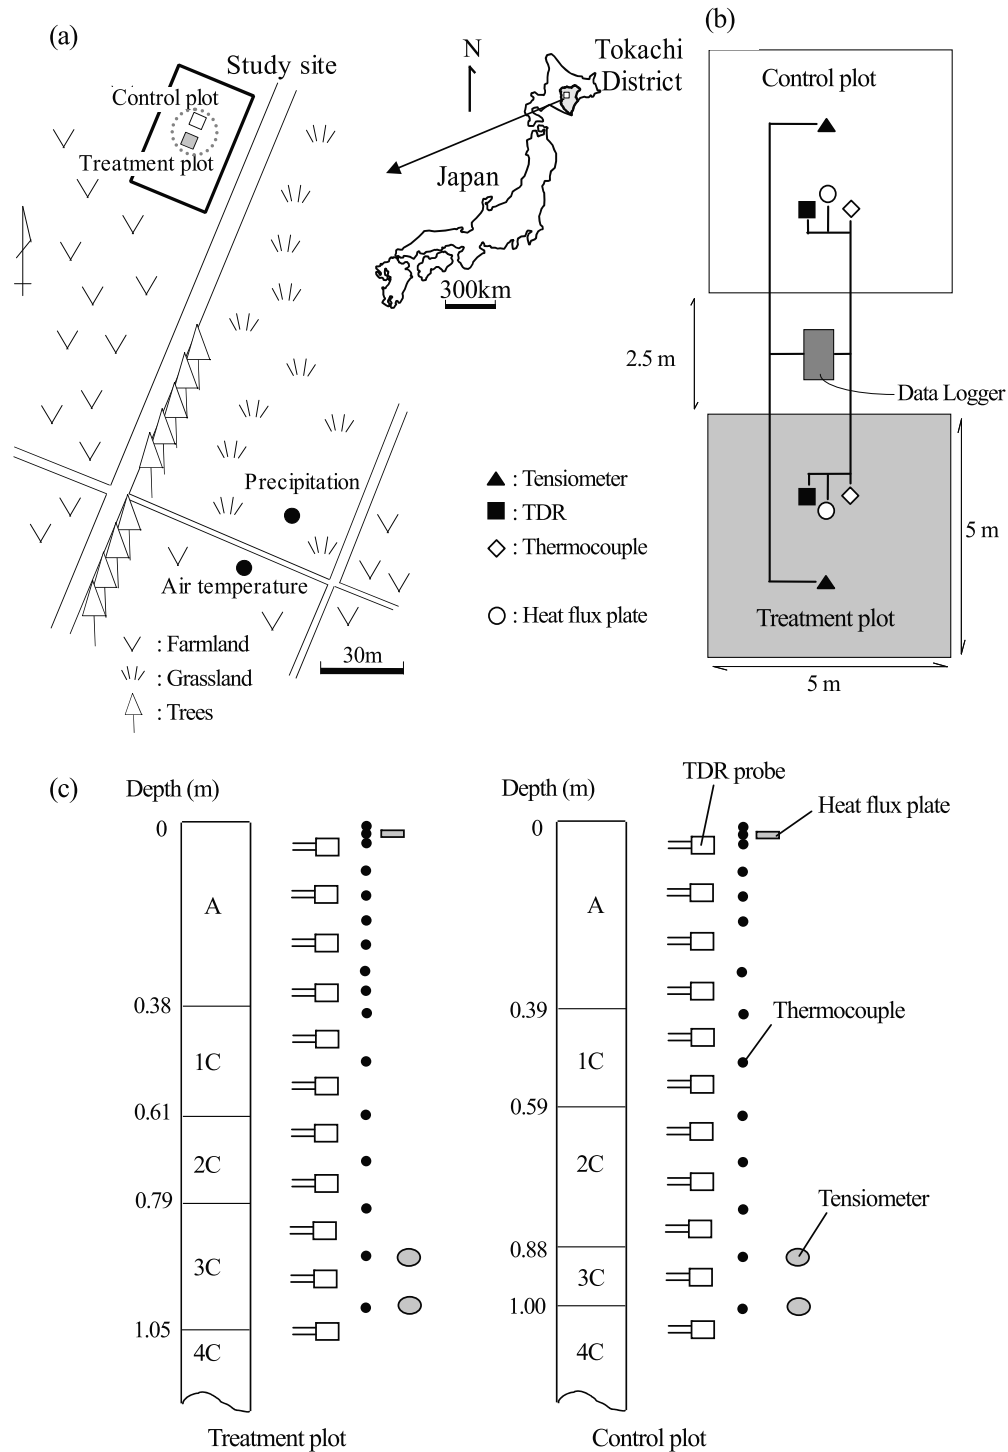 (a)
Study site
Control plot
Treatment plot
N
Tokachi
District
Japan
300km
Precipitation
Air temperature
: Farmland
: Grassland
: Trees
30m
(b)
Control plot
2.5 m
Data Logger
: Tensiometer
: TDR
: Thermocouple
: Heat flux plate
Treatment plot
5 m
5 m
(c)
Depth (m)
0
A
0.38
1C
0.61
2C
0.79
3C
1.05
4C
Treatment plot
Depth (m)
TDR probe
Heat flux plate
0
A
0.39
Thermocouple
1C
0.59
2C
Tensiometer
0.88
3C
1.00
4C
Control plot